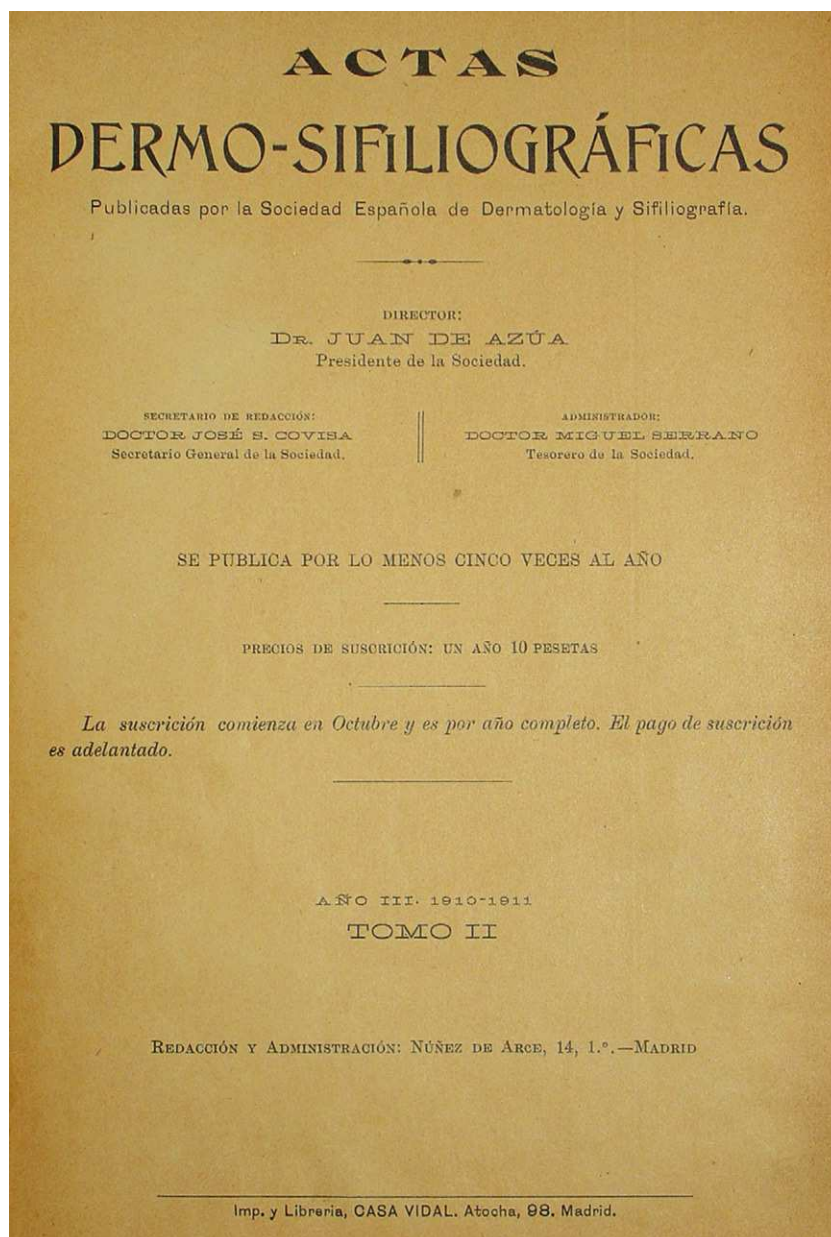 ACTAS
DERMO-SIFILIOGRÁFICAS
Publicadas por la Sociedad Española de Dermatología y Sifiliografía.
DIRECTOR:
DR. JUAN DE AZÚA
Presidente de la Sociedad.
SECRETARIO DE REDACCIÓN:
DOCTOR JOSÉ S. COVISA
Secretario General de la Sociedad.
ADMINISTRADOR:
DOCTOR MIGUEL SERRANO
Tesorero de la Sociedad.
SE PUBLICA POR LO MENOS CINCO VECES AL AÑO
PRECIOS DE SUSCRICIÓN: UN AÑO 10 PESETAS
La suscrición comienza en Octubre y es por año completo. El pago de suscrición
es adelantado.
AÑO III. 1910-1911
TOMO II
REDACCIÓN Y ADMINISTRACIÓN: NÚÑEZ DE ARCE, 14, 1.º.—MADRID
Imp. y Libreria, CASA VIDAL. Atocha, 98. Madrid.